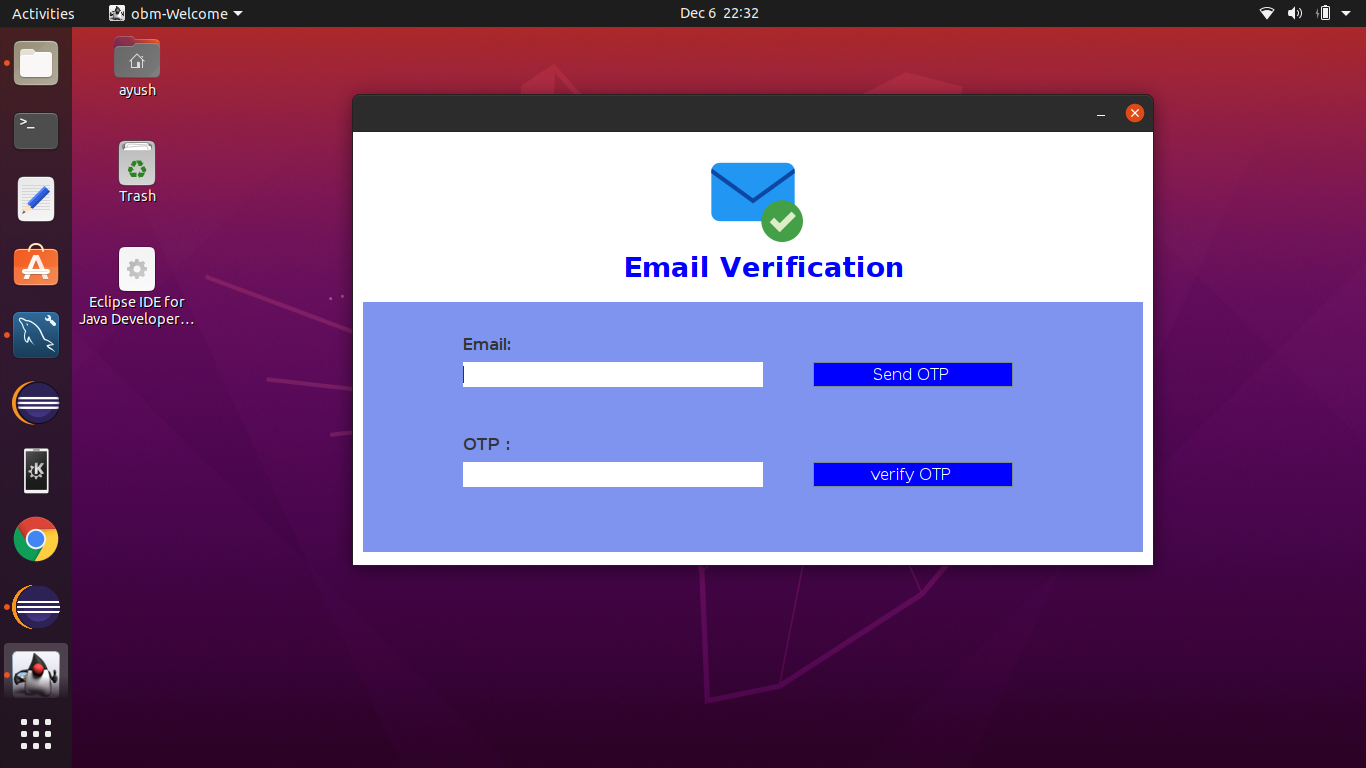 Activities
obm-Welcome
Dec 6 22:32
ayush
Trash
Eclipse IDE for
Java Developer…
>_
K
Email Verification
Email:
Send OTP
OTP :
verify OTP